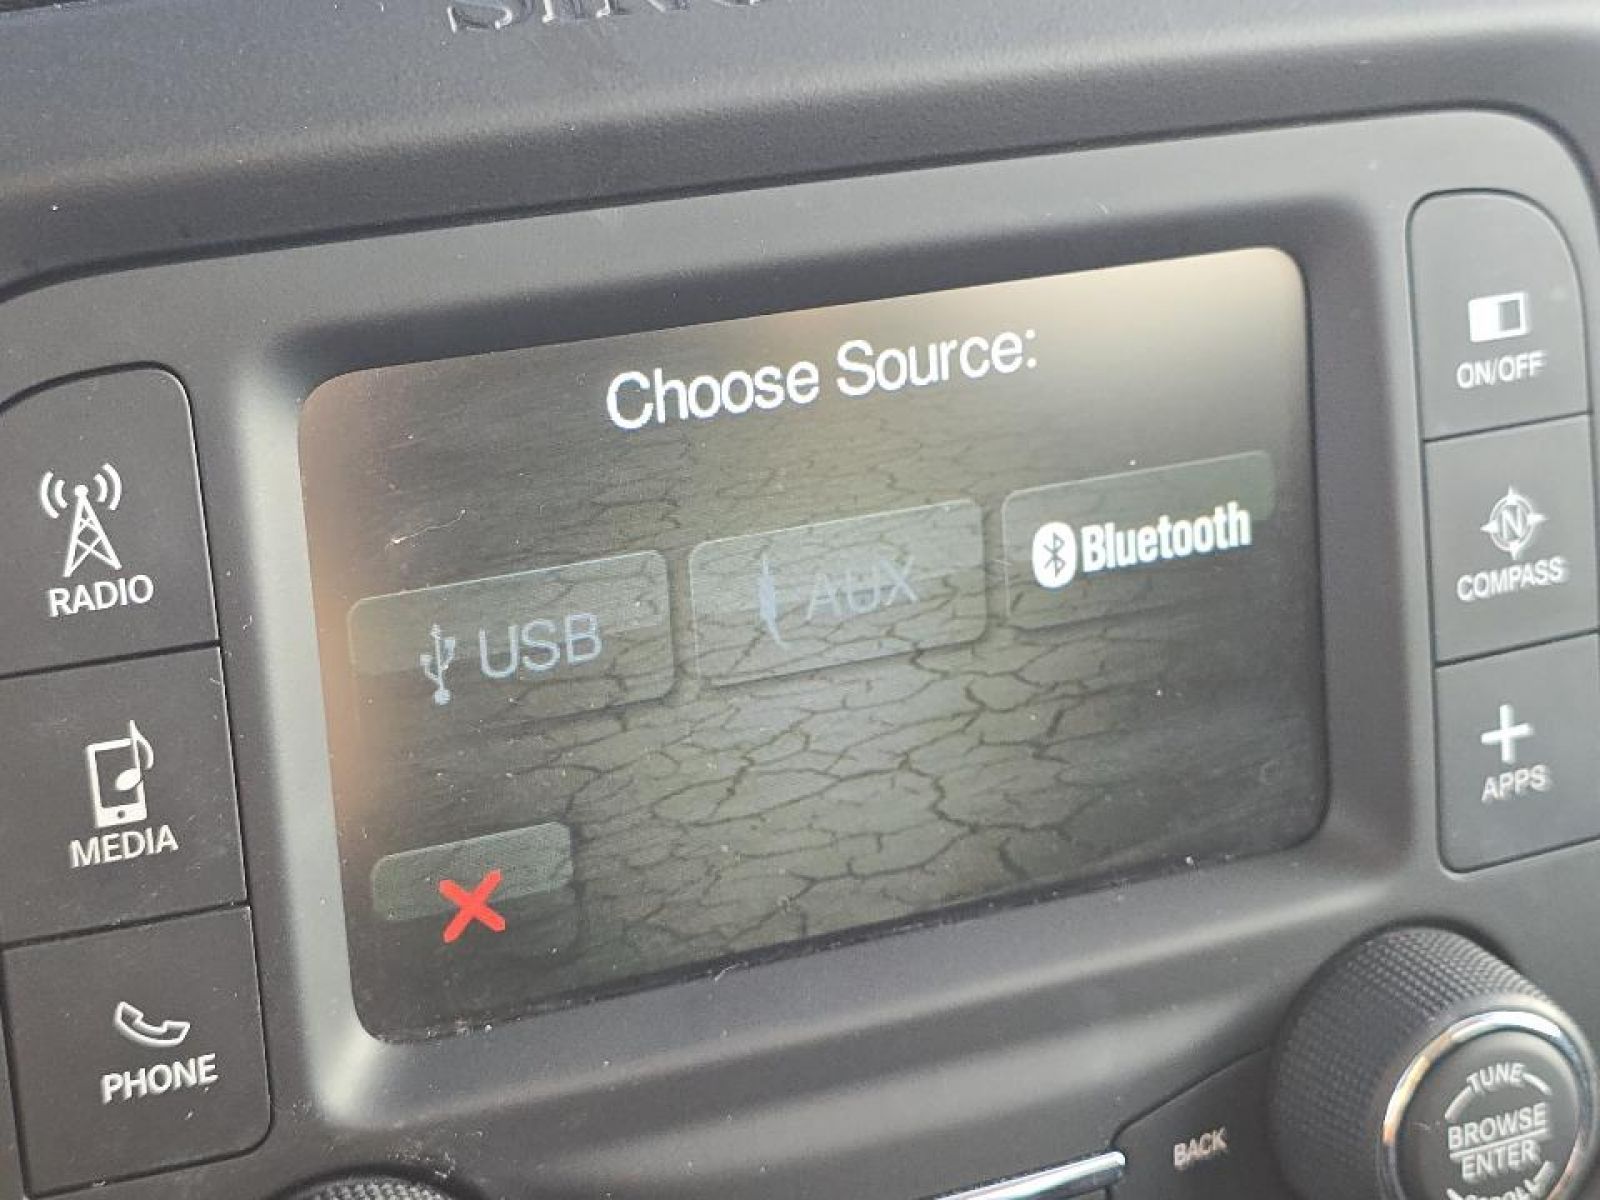 Choose Source:
USB
AUX
Bluetooth
RADIO
MEDIA
PHONE
ON/OFF
N
COMPASS
APPS
BACK
TUNE
BROWSE
ENTER